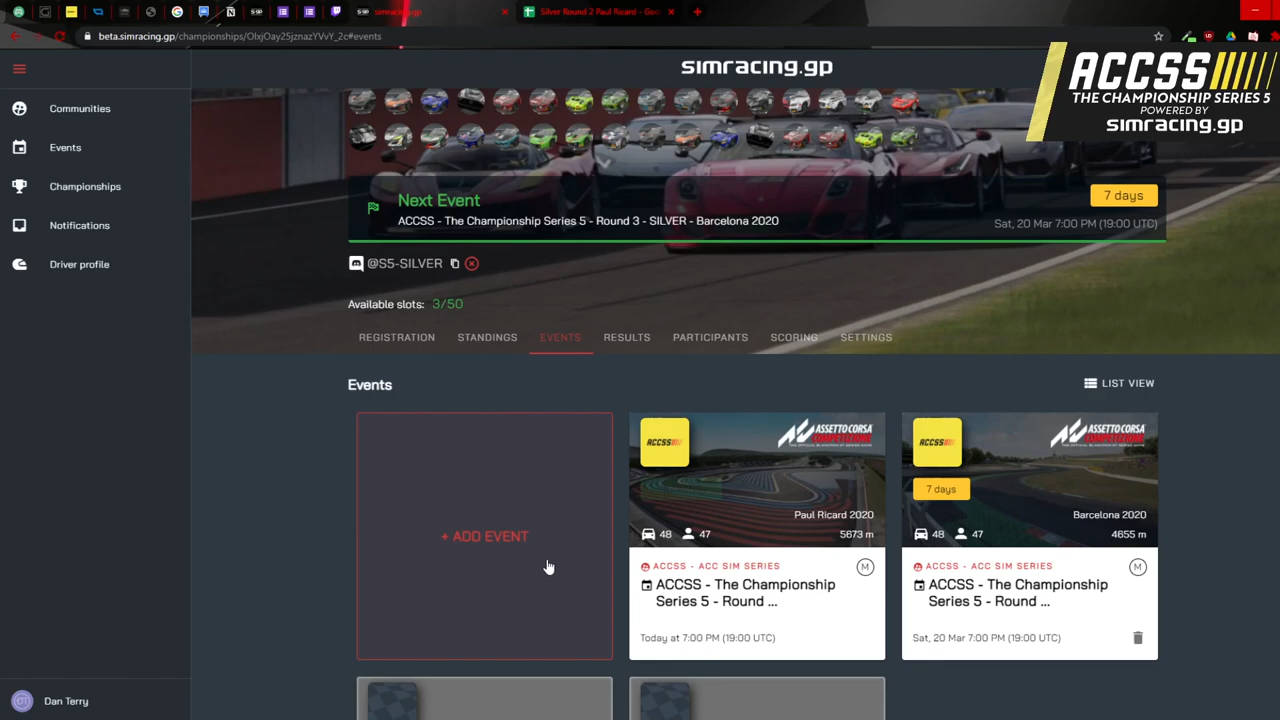 simracing.gp
Silver Round 2 Paul Ricard - Goo
beta.simracing.gp/championships/OlxjOay25jznazYVvY_2c#events
simracing.gp
ACCSS
THE CHAMPIONSHIP SERIES 5
POWERED BY
simracing.gp
Communities
Events
Championships
Notifications
Driver profile
Next Event
7 days
ACCSS - The Championship Series 5 - Round 3 - SILVER - Barcelona 2020
Sat, 20 Mar 7:00 PM (19:00 UTC)
@S5-SILVER
Available slots: 3/50
REGISTRATION STANDINGS EVENTS RESULTS PARTICIPANTS SCORING SETTINGS
Events
LIST VIEW
+ ADD EVENT
ACCSS
ASSETTO CORSA
COMPETIZIONE
Paul Ricard 2020
48 47 5673 m
ACCSS - ACC SIM SERIES
M
ACCSS - The Championship
Series 5 - Round ...
Today at 7:00 PM (19:00 UTC)
ACCSS
ASSETTO CORSA
COMPETIZIONE
7 days
Barcelona 2020
48 47 4655 m
ACCSS - ACC SIM SERIES
M
ACCSS - The Championship
Series 5 - Round ...
Sat, 20 Mar 7:00 PM (19:00 UTC)
Dan Terry